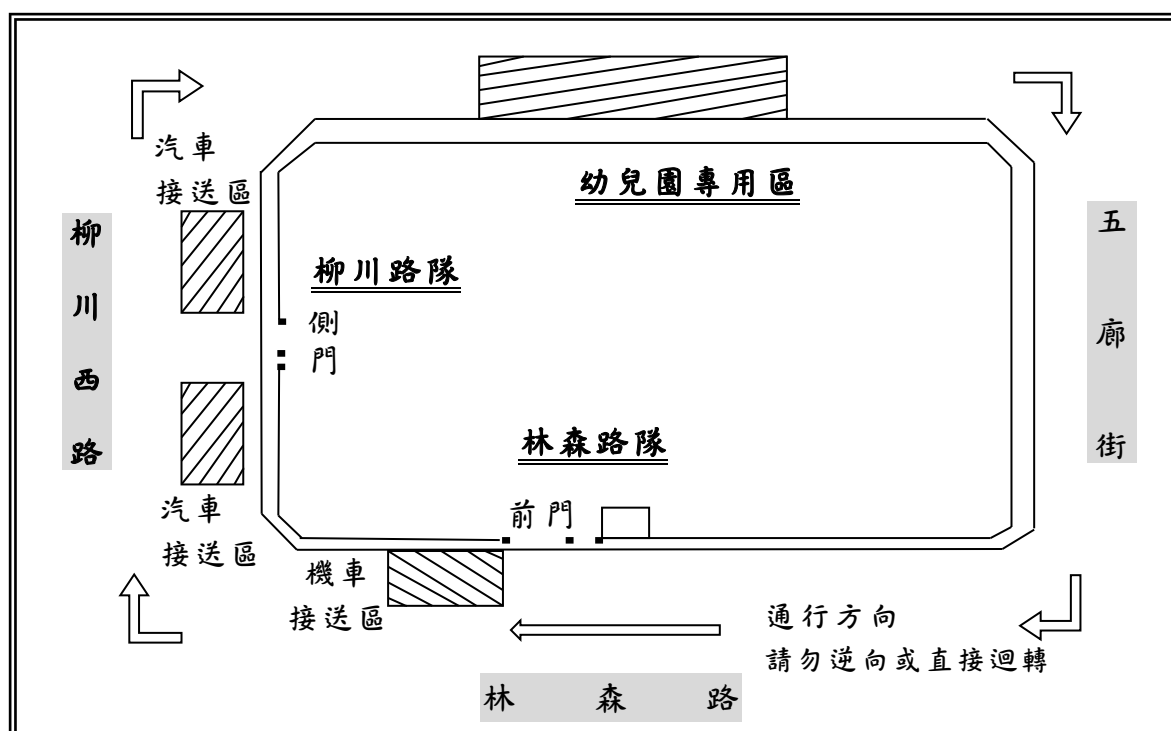 汽車
接送區
幼兒園專用區
柳川西路
五廊街
柳川路隊
側門
林森路隊
前門
汽車
接送區
機車
接送區
通行方向
請勿逆向或直接迴轉
林森路